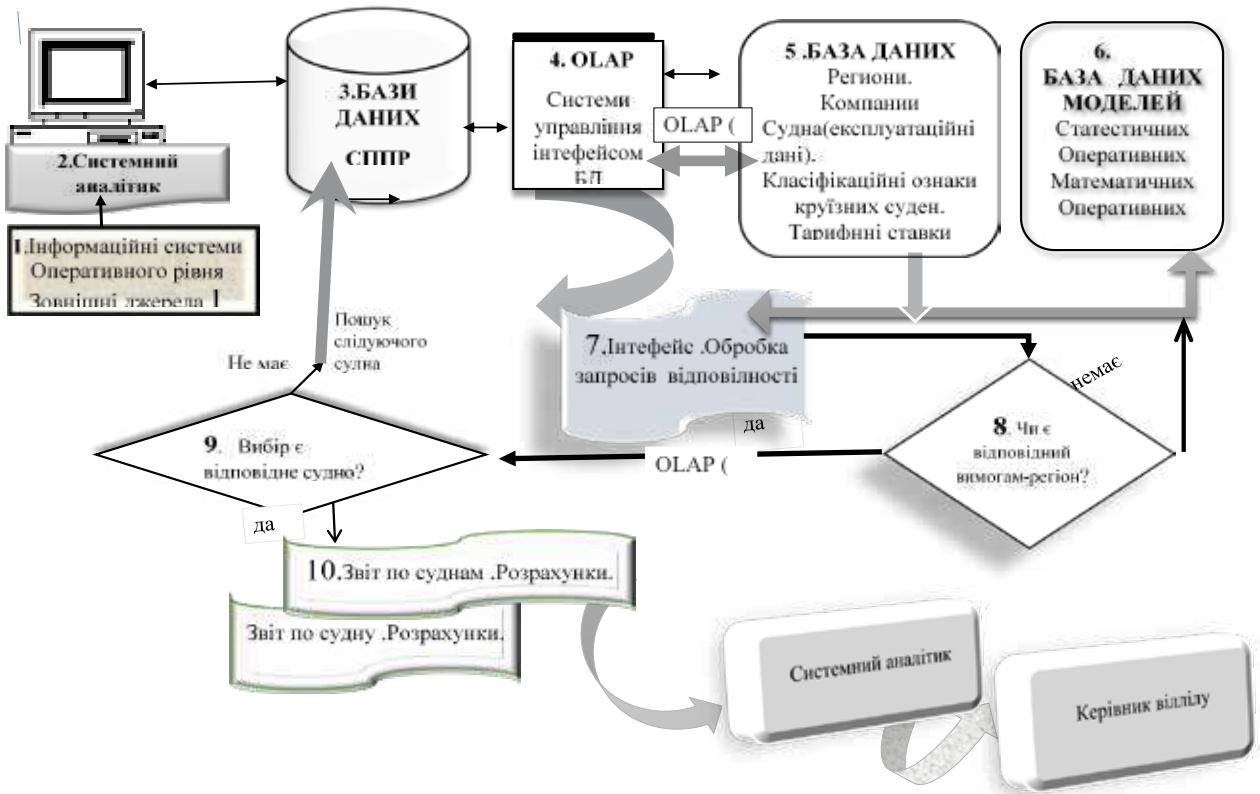 2.Системний
аналітик
1.Інформаційні системи
Оперативного рівня
Зовнішні джерела 1
3.БАЗИ
ДАНИХ
СППР
4. OLAP
Системи
управління
інтефейсом
БД
OLAP (
5 .БАЗА ДАНИХ
Региони.
Компании
Судна(експлуатаційні
дані).
Класіфікаційні ознаки
круїзних суден.
Тарифнні ставки
6.
БАЗА ДАНИХ
МОДЕЛЕЙ
Статестичних
Оперативних
Математичних
Оперативних
Пошук
слідуючого
судна
Не має
7.Інтефейс .Обробка
запросів відповілності
да
немає
8. Чи є
відповідний
вимогам-регіон?
OLAP (
9. Вибір є
відповідне судно?
да
10.Звіт по суднам .Розрахунки.
Звіт по судну .Розрахунки.
Системний аналітик
Керівник віллілу